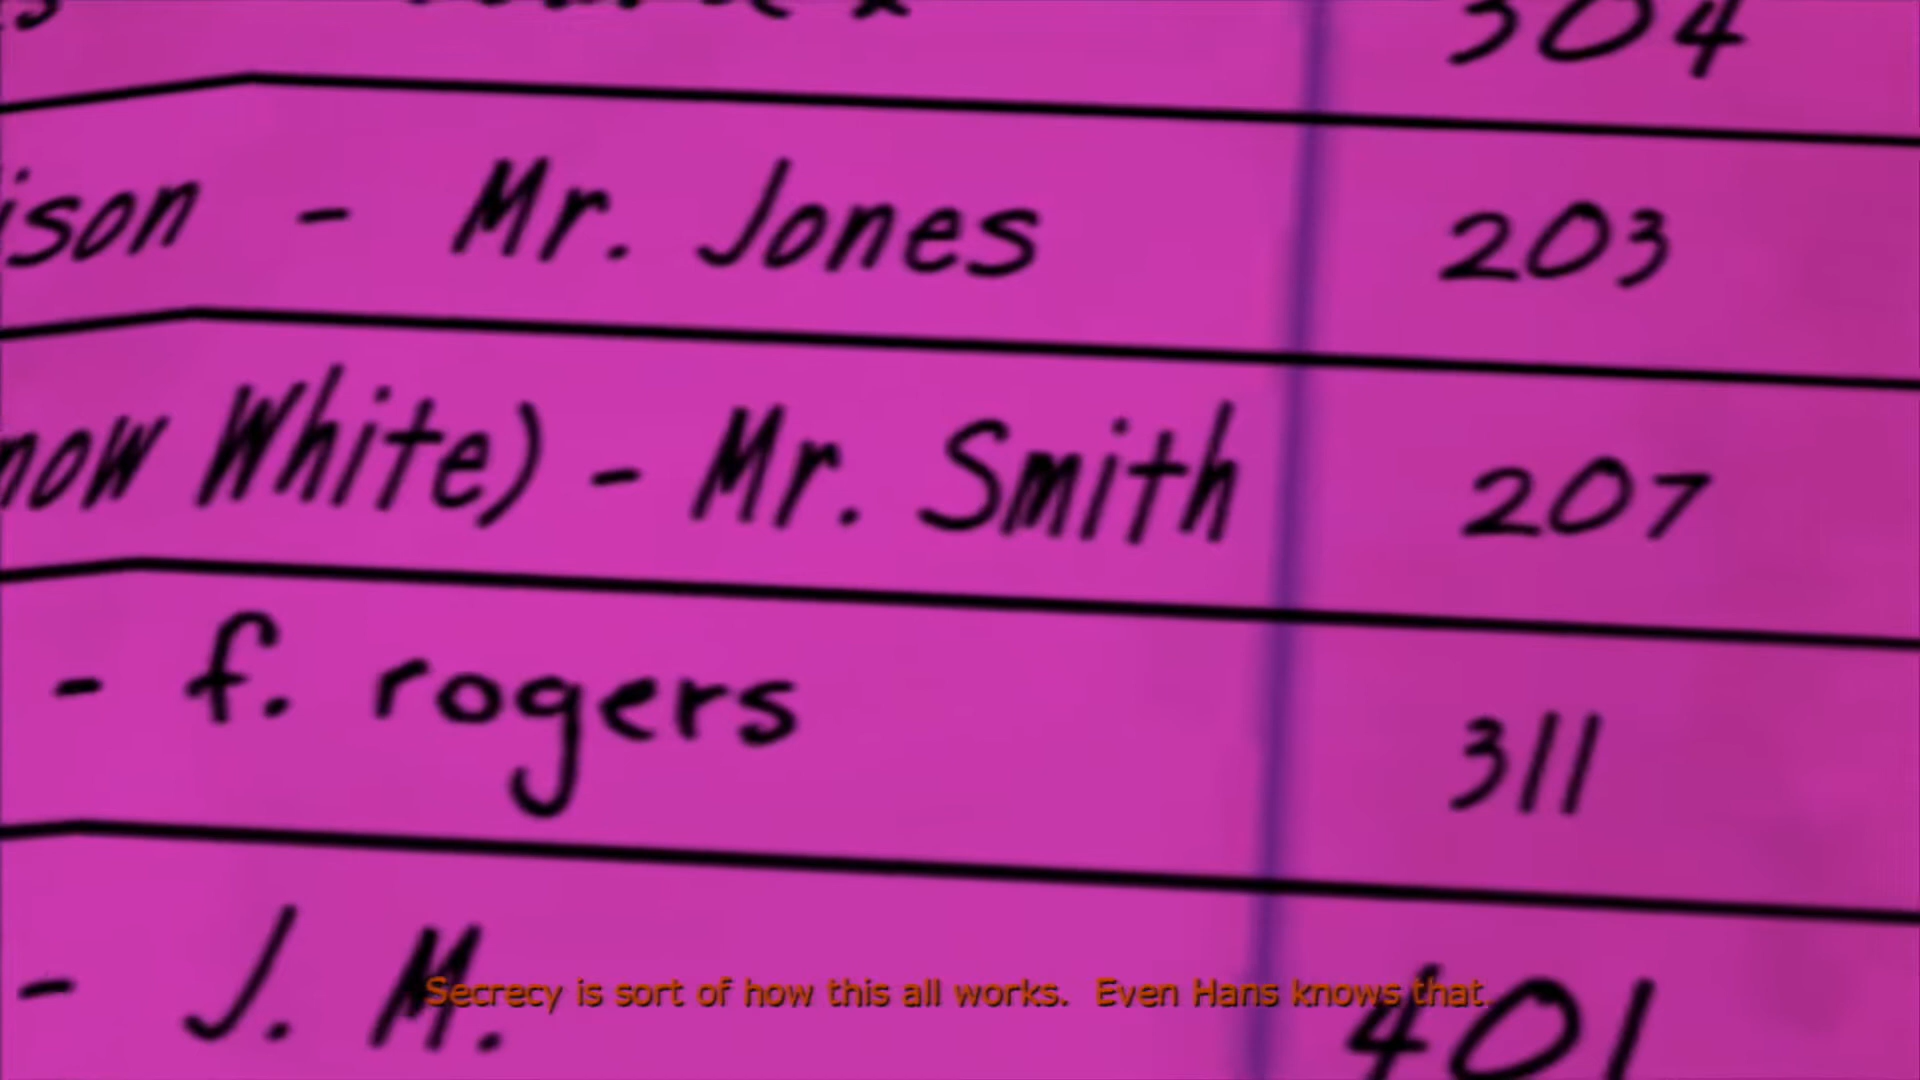 304
ison - Mr. Jones 203
now White) - Mr. Smith 207
- f. rogers 311
- J. M. 401
Secrecy is sort of how this all works. Even Hans knows that.